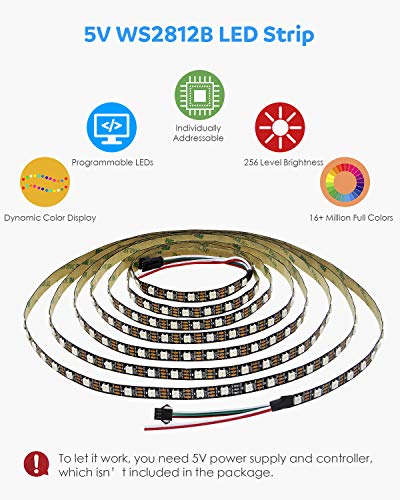 5V WS2812B LED Strip
Individually
Addressable
Programmable LEDs
256 Level Brightness
Dynamic Color Display
16+ Million Full Colors
To let it work, you need 5V power supply and controller,
which isn’t included in the package.